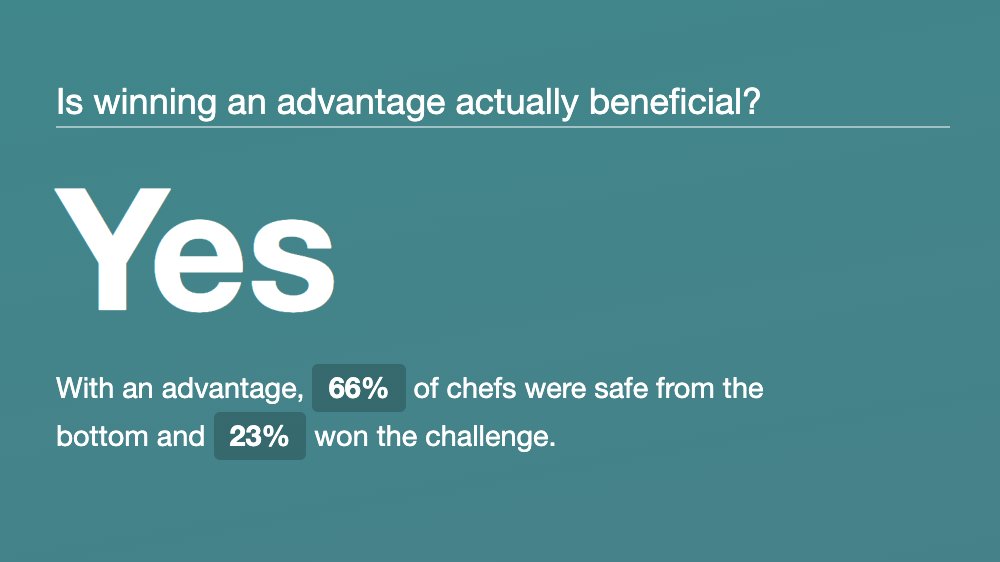 Is winning an advantage actually beneficial?
Yes
With an advantage, 66% of chefs were safe from the
bottom and 23% won the challenge.